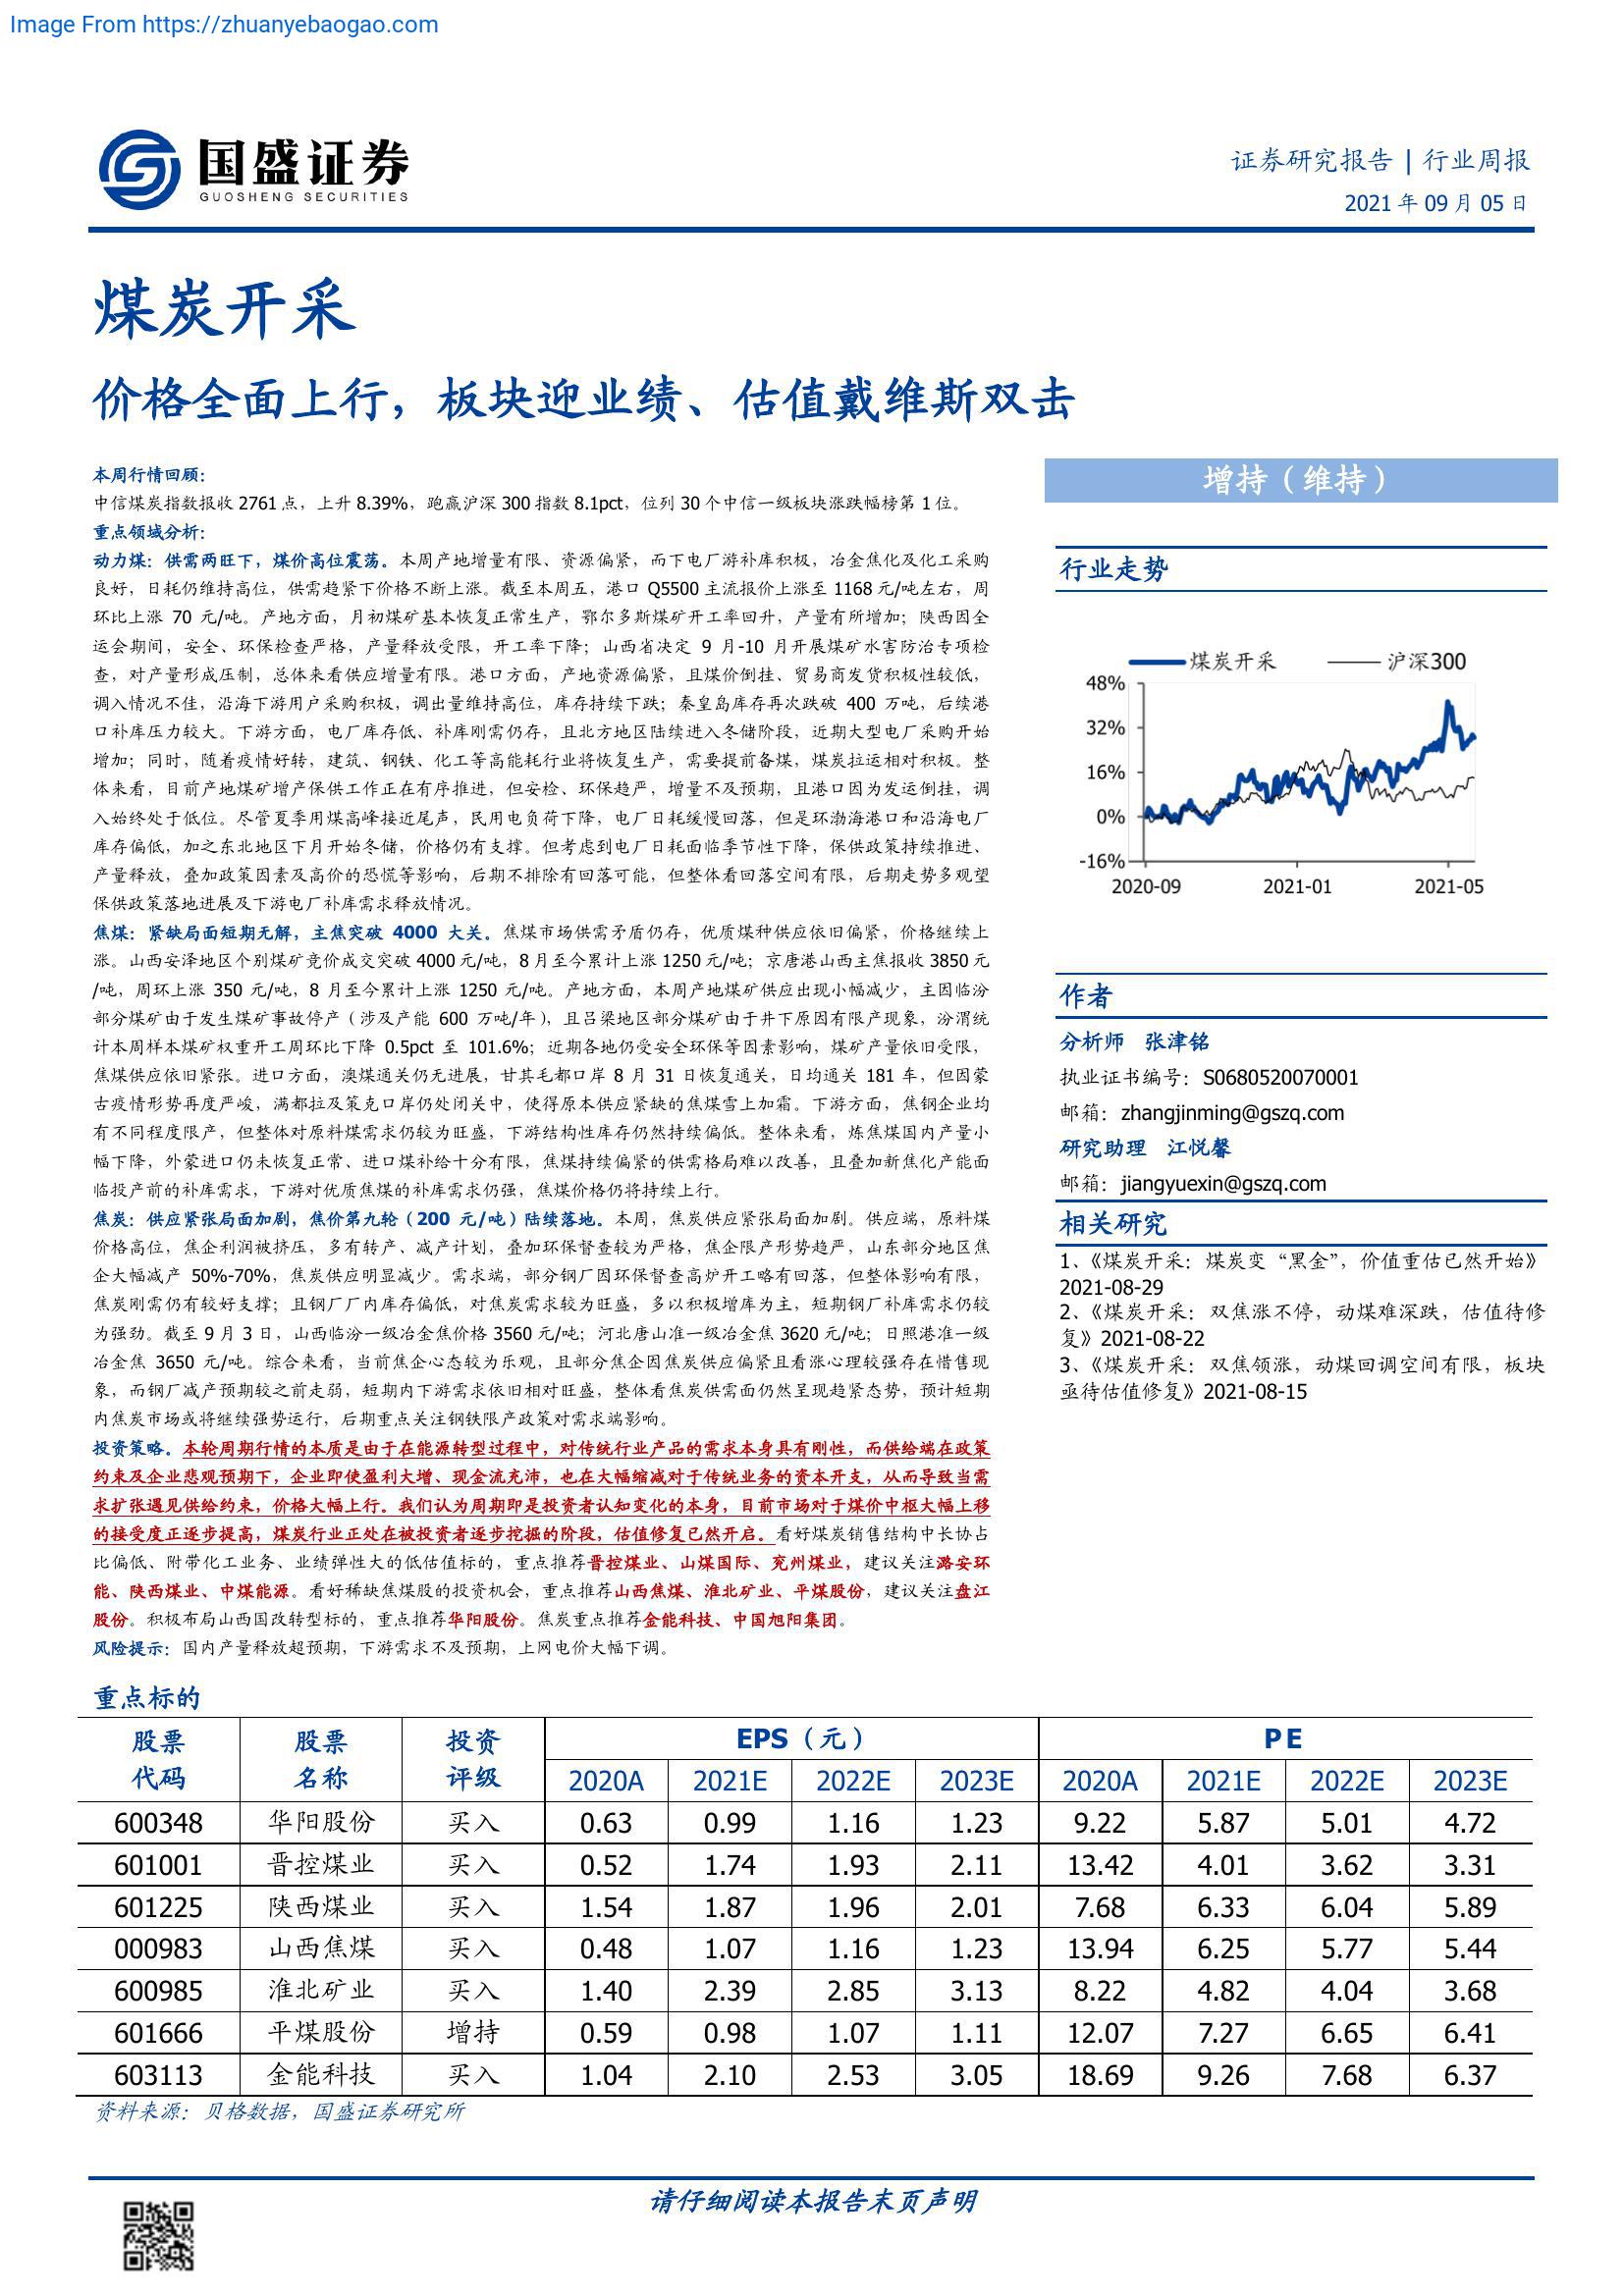 Image From https://zhuanyebaogao.com
国盛证券
GUOSHENG SECURITIES
证券研究报告 | 行业周报
2021 年 09 月 05 日
煤炭开采
价格全面上行，板块迎业绩、估值戴维斯双击
本周行情回顾：
中信煤炭指数报收 2761 点，上升 8.39%，跑赢沪深 300 指数 8.1pct，位列 30 个中信一级板块涨跌幅榜第 1 位。
重点领域分析：
动力煤：供需两旺下，煤价高位震荡。本周产地增量有限、资源偏紧，而下电厂游补库积极，冶金焦化及化工采购
良好，日耗仍维持高位，供需趋紧下价格不断上涨。截至本周五，港口 Q5500 主流报价上涨至 1168 元/吨左右，周
环比上涨 70 元/吨。产地方面，月初煤矿基本恢复正常生产，鄂尔多斯煤矿开工率回升，产量有所增加；陕西因全
运会期间，安全、环保检查严格，产量释放受限，开工率下降；山西省决定 9 月-10 月开展煤矿水害防治专项检
查，对产量形成压制，总体来看供应增量有限。港口方面，产地资源偏紧，且煤价倒挂、贸易商发货积极性较低，
调入情况不佳，沿海下游用户采购积极，调出量维持高位，库存持续下跌；秦皇岛库存再次跌破 400 万吨，后续港
口补库压力较大。下游方面，电厂库存低、补库刚需仍存，且北方地区陆续进入冬储阶段，近期大型电厂采购开始
增加；同时，随着疫情好转，建筑、钢铁、化工等高能耗行业将恢复生产，需要提前备煤，煤炭拉运相对积极。整
体来看，目前产地煤矿增产保供工作正在有序推进，但安检、环保趋严，增量不及预期，且港口因为发运倒挂，调
入始终处于低位。尽管夏季用煤高峰接近尾声，民用电负荷下降，电厂日耗缓慢回落，但是环渤海港口和沿海电厂
库存偏低，加之东北地区下月开始冬储，价格仍有支撑。但考虑到电厂日耗面临季节性下降，保供政策持续推进、
产量释放，叠加政策因素及高价的恐慌等影响，后期不排除有回落可能，但整体看回落空间有限，后期走势多观望
保供政策落地进展及下游电厂补库需求释放情况。
焦煤：紧缺局面短期无解，主焦突破 4000 大关。焦煤市场供需矛盾仍存，优质煤种供应依旧偏紧，价格继续上
涨。山西安泽地区个别煤矿竞价成交突破 4000 元/吨，8 月至今累计上涨 1250 元/吨；京唐港山西主焦报收 3850 元
/吨，周环上涨 350 元/吨，8 月至今累计上涨 1250 元/吨。产地方面，本周产地煤矿供应出现小幅减少，主因临汾
部分煤矿由于发生煤矿事故停产（涉及产能 600 万吨/年），且吕梁地区部分煤矿由于井下原因有限产现象，汾渭统
计本周样本煤矿权重开工周环比下降 0.5pct 至 101.6%；近期各地仍受安全环保等因素影响，煤矿产量依旧受限，
焦煤供应依旧紧张。进口方面，澳煤通关仍无进展，甘其毛都口岸 8 月 31 日恢复通关，日均通关 181 车，但因蒙
古疫情形势再度严峻，满都拉及策克口岸仍处闭关中，使得原本供应紧缺的焦煤雪上加霜。下游方面，焦钢企业均
有不同程度限产，但整体对原料煤需求仍较为旺盛，下游结构性库存仍然持续偏低。整体来看，炼焦煤国内产量小
幅下降，外蒙进口仍未恢复正常、进口煤补给十分有限，焦煤持续偏紧的供需格局难以改善，且叠加新焦化产能面
临投产前的补库需求，下游对优质焦煤的补库需求仍强，焦煤价格仍将持续上行。
焦炭：供应紧张局面加剧，焦价第九轮（200 元/吨）陆续落地。本周，焦炭供应紧张局面加剧。供应端，原料煤
价格高位，焦企利润被挤压，多有转产、减产计划，叠加环保督查较为严格，焦企限产形势趋严，山东部分地区焦
企大幅减产 50%-70%，焦炭供应明显减少。需求端，部分钢厂因环保督查高炉开工略有回落，但整体影响有限，
焦炭刚需仍有较好支撑；且钢厂厂内库存偏低，对焦炭需求较为旺盛，多以积极增库为主，短期钢厂补库需求仍较
为强劲。截至 9 月 3 日，山西临汾一级冶金焦价格 3560 元/吨；河北唐山准一级冶金焦 3620 元/吨；日照港准一级
冶金焦 3650 元/吨。综合来看，当前焦企心态较为乐观，且部分焦企因焦炭供应偏紧且看涨心理较强存在惜售现
象，而钢厂减产预期较之前走弱，短期内下游需求依旧相对旺盛，整体看焦炭供需面仍然呈现趋紧态势，预计短期
内焦炭市场或将继续强势运行，后期重点关注钢铁限产政策对需求端影响。
投资策略。本轮周期行情的本质是由于在能源转型过程中，对传统行业产品的需求本身具有刚性，而供给端在政策
约束及企业悲观预期下，企业即使盈利大增、现金流充沛，也在大幅缩减对于传统业务的资本开支，从而导致当需
求扩张遇见供给约束，价格大幅上行。我们认为周期即是投资者认知变化的本身，目前市场对于煤价中枢大幅上移
的接受度正逐步提高，煤炭行业正处在被投资者逐步挖掘的阶段，估值修复已然开启。看好煤炭销售结构中长协占
比偏低、附带化工业务、业绩弹性大的低估值标的，重点推荐晋控煤业、山煤国际、兖州煤业，建议关注潞安环
能、陕西煤业、中煤能源。看好稀缺焦煤股的投资机会，重点推荐山西焦煤、淮北矿业、平煤股份，建议关注盘江
股份。积极布局山西国改转型标的，重点推荐华阳股份。焦炭重点推荐金能科技、中国旭阳集团。
风险提示：国内产量释放超预期，下游需求不及预期，上网电价大幅下调。
增持（维持）
行业走势
煤炭开采 沪深300
48%
32%
16%
0%
-16%
2020-09 2021-01 2021-05
作者
分析师 张津铭
执业证书编号：S0680520070001
邮箱：zhangjinming@gszq.com
研究助理 江悦馨
邮箱：jiangyuexin@gszq.com
相关研究
1、《煤炭开采：煤炭变“黑金”，价值重估已然开始》
2021-08-29
2、《煤炭开采：双焦涨不停，动煤难深跌，估值待修
复》2021-08-22
3、《煤炭开采：双焦领涨，动煤回调空间有限，板块
亟待估值修复》2021-08-15
重点标的
股票 股票 投资 EPS（元） PE
代码 名称 评级 2020A 2021E 2022E 2023E 2020A 2021E 2022E 2023E
600348 华阳股份 买入 0.63 0.99 1.16 1.23 9.22 5.87 5.01 4.72
601001 晋控煤业 买入 0.52 1.74 1.93 2.11 13.42 4.01 3.62 3.31
601225 陕西煤业 买入 1.54 1.87 1.96 2.01 7.68 6.33 6.04 5.89
000983 山西焦煤 买入 0.48 1.07 1.16 1.23 13.94 6.25 5.77 5.44
600985 淮北矿业 买入 1.40 2.39 2.85 3.13 8.22 4.82 4.04 3.68
601666 平煤股份 增持 0.59 0.98 1.07 1.11 12.07 7.27 6.65 6.41
603113 金能科技 买入 1.04 2.10 2.53 3.05 18.69 9.26 7.68 6.37
资料来源：贝格数据，国盛证券研究所
请仔细阅读本报告末页声明